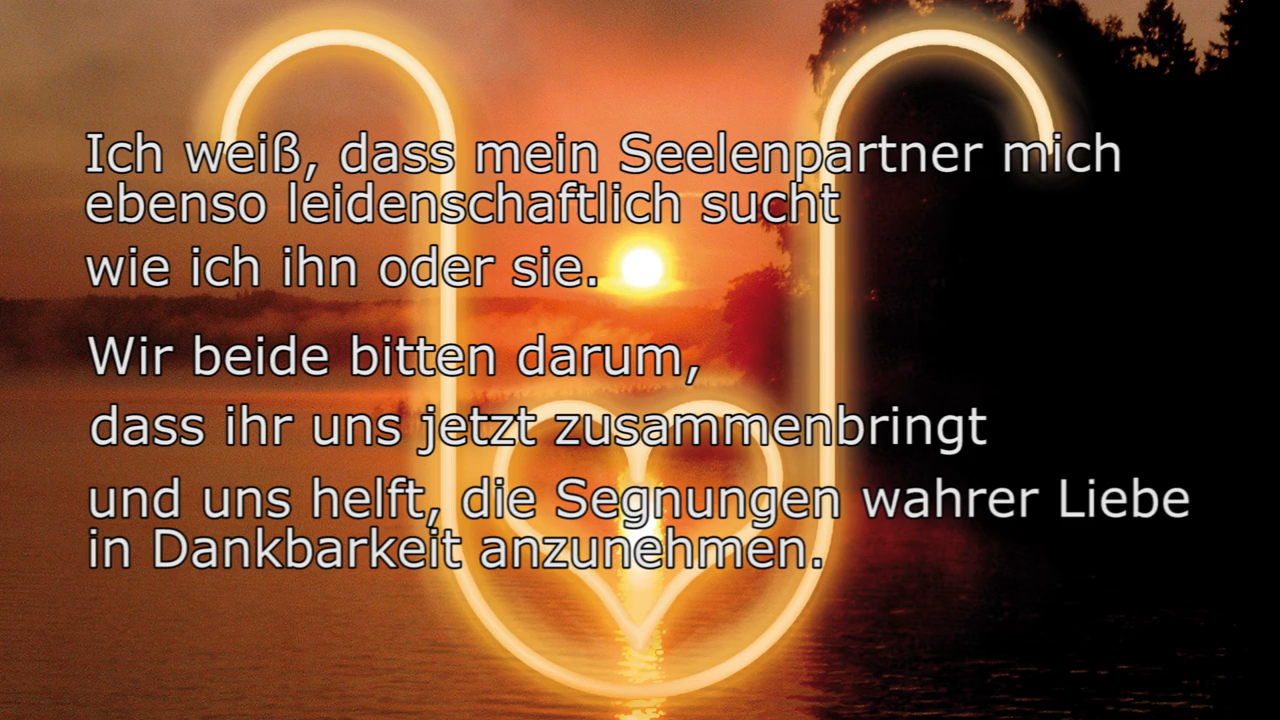 Ich weiß, dass mein Seelenpartner mich
ebenso leidenschaftlich sucht
wie ich ihn oder sie.
Wir beide bitten darum,
dass ihr uns jetzt zusammenbringt
und uns helft, die Segnungen wahrer Liebe
in Dankbarkeit anzunehmen.